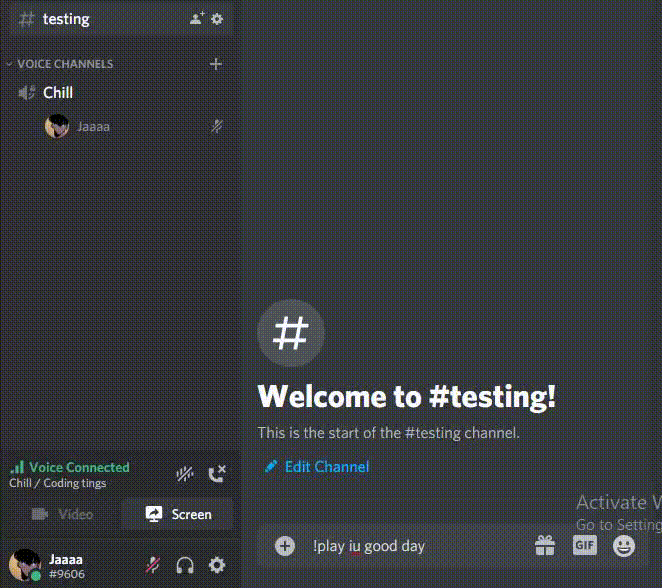 testing
VOICE CHANNELS
Chill
Jaaaa
Welcome to #testing!
This is the start of the #testing channel.
Edit Channel
Voice Connected
Chill / Coding tings
Video
Screen
Activate W
Go to Setting
!play iu good day
GIF
Jaaaa
#9606